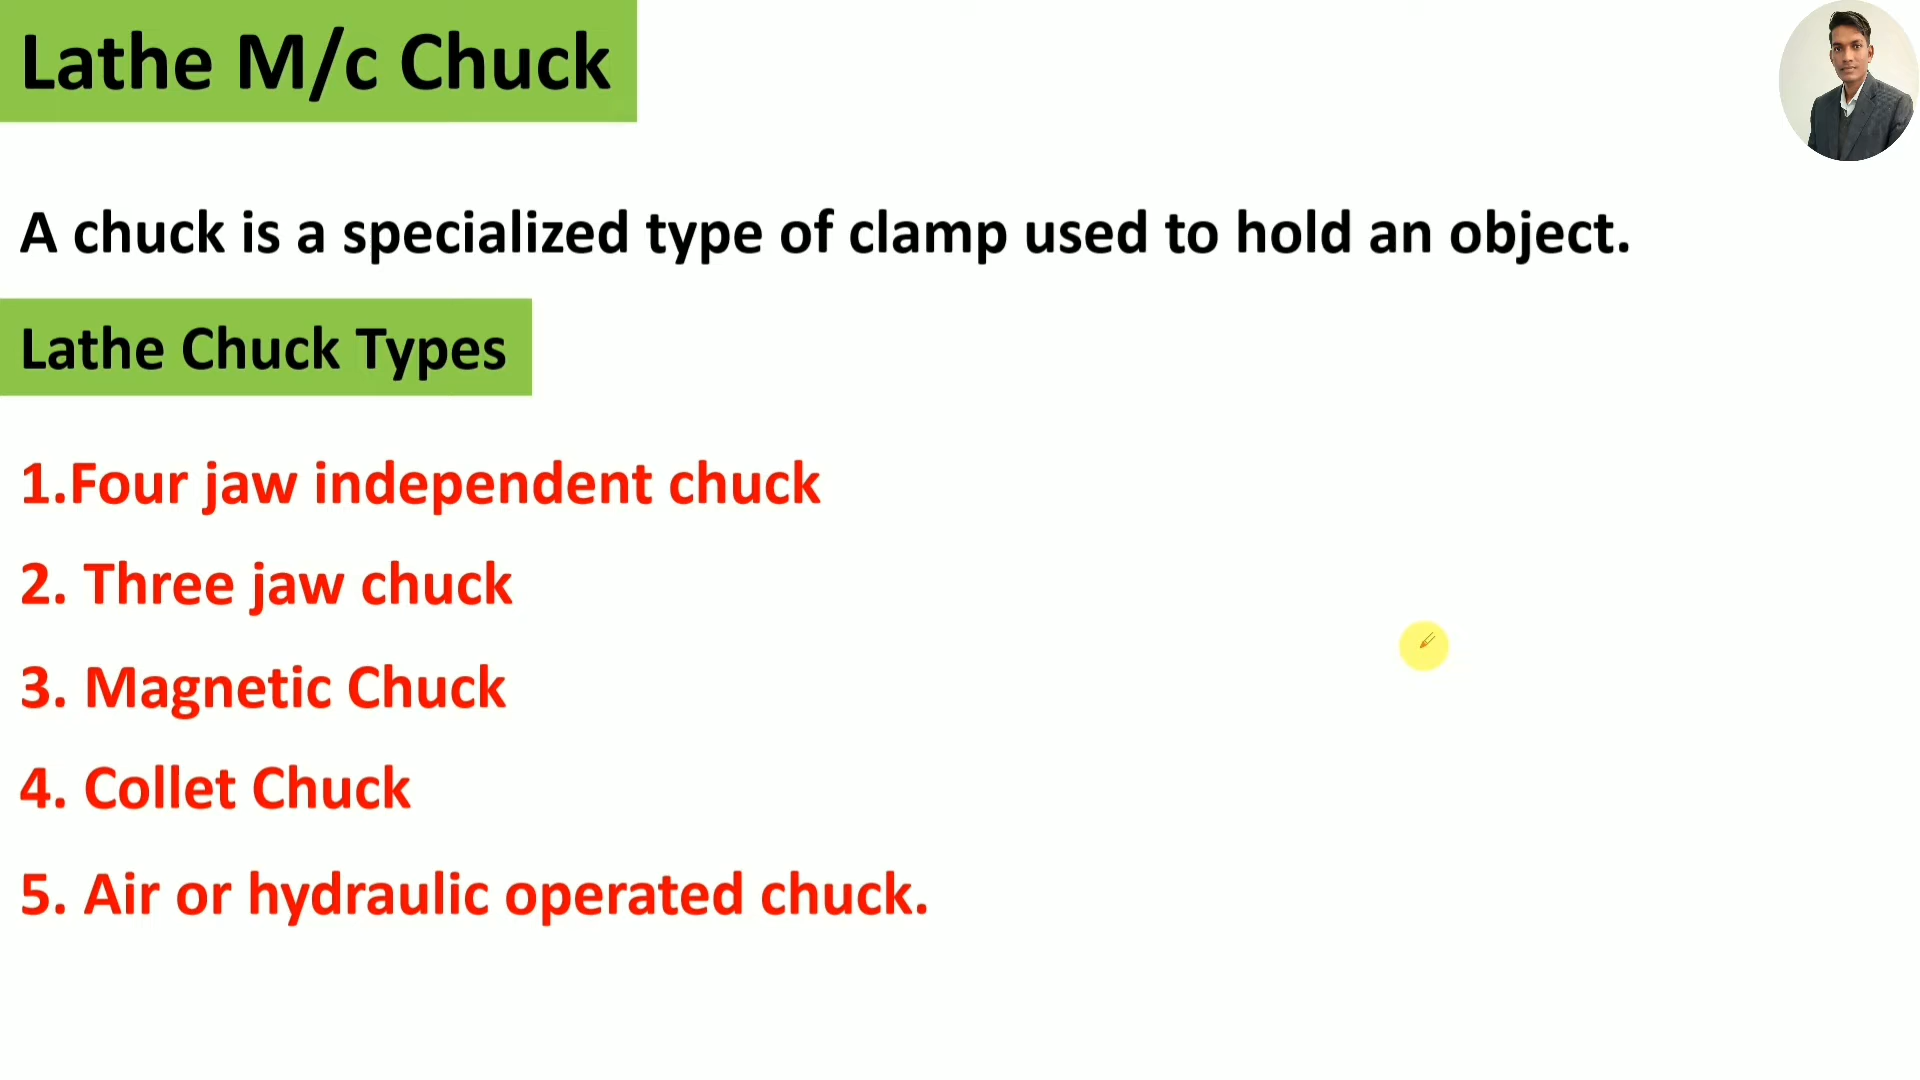 Lathe M/c Chuck
A chuck is a specialized type of clamp used to hold an object.
Lathe Chuck Types
1.Four jaw independent chuck
2. Three jaw chuck
3. Magnetic Chuck
4. Collet Chuck
5. Air or hydraulic operated chuck.